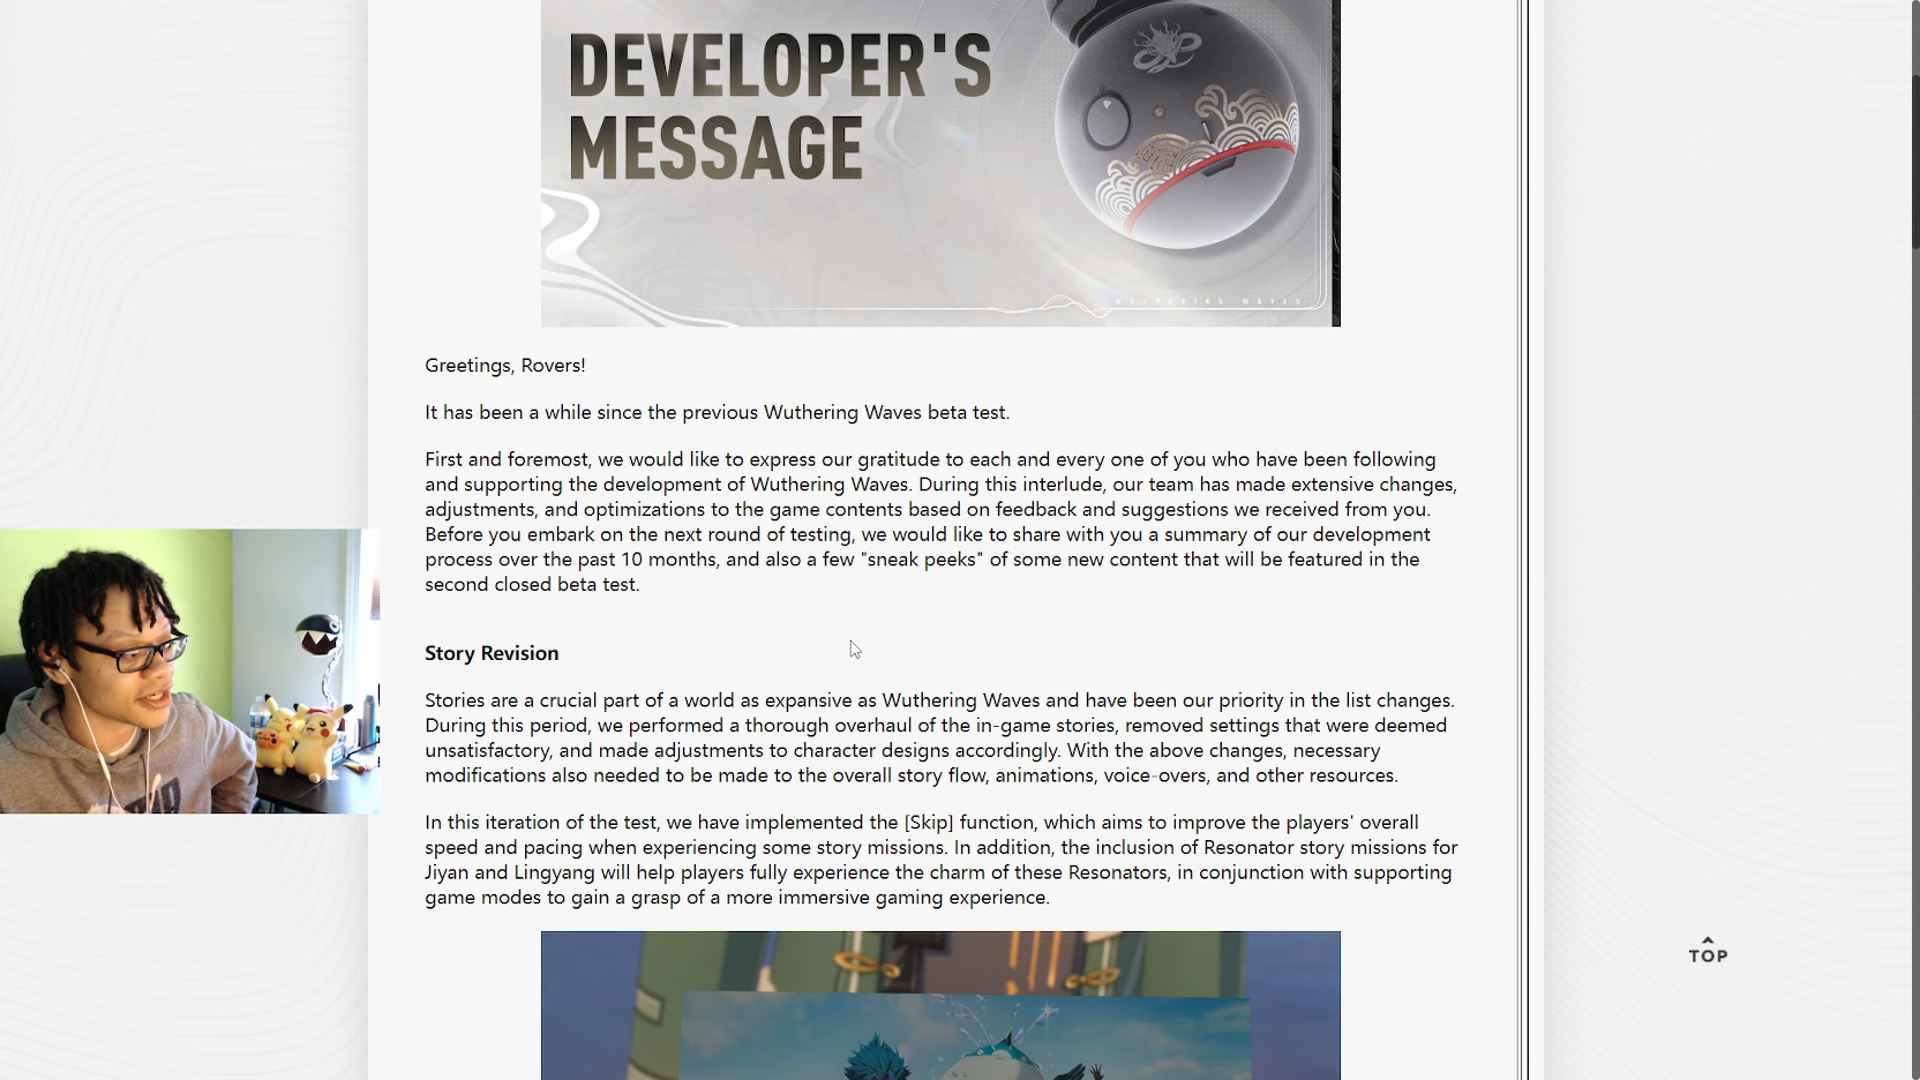 DEVELOPER'S
MESSAGE
WUTHERING WAVES
Greetings, Rovers!
It has been a while since the previous Wuthering Waves beta test.
First and foremost, we would like to express our gratitude to each and every one of you who have been following
and supporting the development of Wuthering Waves. During this interlude, our team has made extensive changes,
adjustments, and optimizations to the game contents based on feedback and suggestions we received from you.
Before you embark on the next round of testing, we would like to share with you a summary of our development
process over the past 10 months, and also a few "sneak peeks" of some new content that will be featured in the
second closed beta test.
Story Revision
Stories are a crucial part of a world as expansive as Wuthering Waves and have been our priority in the list changes.
During this period, we performed a thorough overhaul of the in-game stories, removed settings that were deemed
unsatisfactory, and made adjustments to character designs accordingly. With the above changes, necessary
modifications also needed to be made to the overall story flow, animations, voice-overs, and other resources.
In this iteration of the test, we have implemented the [Skip] function, which aims to improve the players' overall
speed and pacing when experiencing some story missions. In addition, the inclusion of Resonator story missions for
Jiyan and Lingyang will help players fully experience the charm of these Resonators, in conjunction with supporting
game modes to gain a grasp of a more immersive gaming experience.
TOP